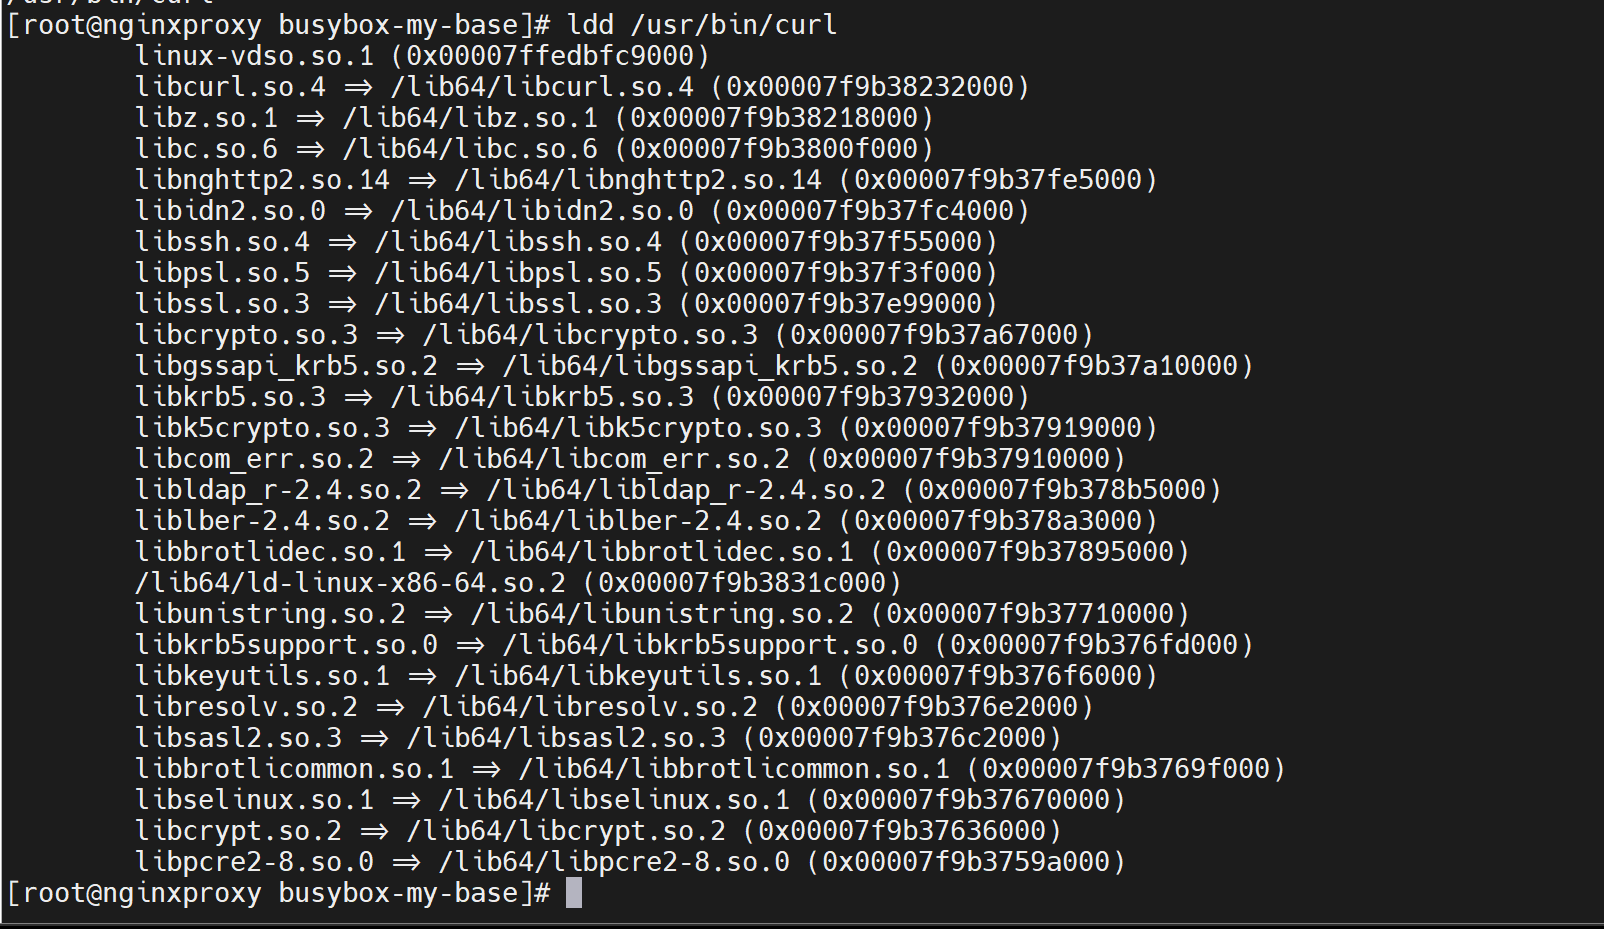 /usr/bin/curl
[root@nginxproxy busybox-my-base]# ldd /usr/bin/curl
linux-vdso.so.1 (0x00007ffedbfc9000)
libcurl.so.4 => /lib64/libcurl.so.4 (0x00007f9b38232000)
libz.so.1 => /lib64/libz.so.1 (0x00007f9b38218000)
libc.so.6 => /lib64/libc.so.6 (0x00007f9b3800f000)
libnghttp2.so.14 => /lib64/libnghttp2.so.14 (0x00007f9b37fe5000)
libidn2.so.0 => /lib64/libidn2.so.0 (0x00007f9b37fc4000)
libssh.so.4 => /lib64/libssh.so.4 (0x00007f9b37f55000)
libpsl.so.5 => /lib64/libpsl.so.5 (0x00007f9b37f3f000)
libssl.so.3 => /lib64/libssl.so.3 (0x00007f9b37e99000)
libcrypto.so.3 => /lib64/libcrypto.so.3 (0x00007f9b37a67000)
libgssapi_krb5.so.2 => /lib64/libgssapi_krb5.so.2 (0x00007f9b37a10000)
libkrb5.so.3 => /lib64/libkrb5.so.3 (0x00007f9b37932000)
libk5crypto.so.3 => /lib64/libk5crypto.so.3 (0x00007f9b37919000)
libcom_err.so.2 => /lib64/libcom_err.so.2 (0x00007f9b37910000)
libldap_r-2.4.so.2 => /lib64/libldap_r-2.4.so.2 (0x00007f9b378b5000)
liblber-2.4.so.2 => /lib64/liblber-2.4.so.2 (0x00007f9b378a3000)
libbrotlidec.so.1 => /lib64/libbrotlidec.so.1 (0x00007f9b37895000)
/lib64/ld-linux-x86-64.so.2 (0x00007f9b3831c000)
libunistring.so.2 => /lib64/libunistring.so.2 (0x00007f9b37710000)
libkrb5support.so.0 => /lib64/libkrb5support.so.0 (0x00007f9b376fd000)
libkeyutils.so.1 => /lib64/libkeyutils.so.1 (0x00007f9b376f6000)
libresolv.so.2 => /lib64/libresolv.so.2 (0x00007f9b376e2000)
libsasl2.so.3 => /lib64/libsasl2.so.3 (0x00007f9b376c2000)
libbrotlicommon.so.1 => /lib64/libbrotlicommon.so.1 (0x00007f9b3769f000)
libselinux.so.1 => /lib64/libselinux.so.1 (0x00007f9b37670000)
libcrypt.so.2 => /lib64/libcrypt.so.2 (0x00007f9b37636000)
libpcre2-8.so.0 => /lib64/libpcre2-8.so.0 (0x00007f9b3759a000)
[root@nginxproxy busybox-my-base]#